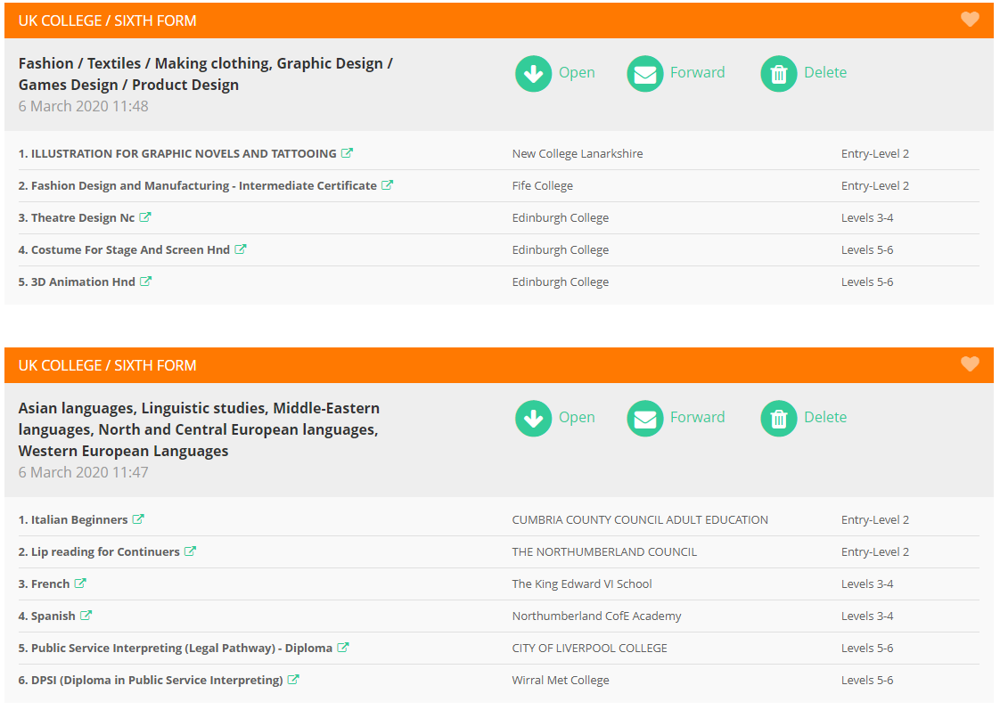 UK COLLEGE / SIXTH FORM
Fashion / Textiles / Making clothing, Graphic Design /
Games Design / Product Design
6 March 2020 11:48
Open Forward Delete
1. ILLUSTRATION FOR GRAPHIC NOVELS AND TATTOOING New College Lanarkshire Entry-Level 2
2. Fashion Design and Manufacturing - Intermediate Certificate Fife College Entry-Level 2
3. Theatre Design Nc Edinburgh College Levels 3-4
4. Costume For Stage And Screen Hnd Edinburgh College Levels 5-6
5. 3D Animation Hnd Edinburgh College Levels 5-6
UK COLLEGE / SIXTH FORM
Asian languages, Linguistic studies, Middle-Eastern
languages, North and Central European languages,
Western European Languages
6 March 2020 11:47
Open Forward Delete
1. Italian Beginners CUMBRIA COUNTY COUNCIL ADULT EDUCATION Entry-Level 2
2. Lip reading for Continuers THE NORTHUMBERLAND COUNCIL Entry-Level 2
3. French The King Edward VI School Levels 3-4
4. Spanish Northumberland CofE Academy Levels 3-4
5. Public Service Interpreting (Legal Pathway) - Diploma CITY OF LIVERPOOL COLLEGE Levels 5-6
6. DPSI (Diploma in Public Service Interpreting) Wirral Met College Levels 5-6